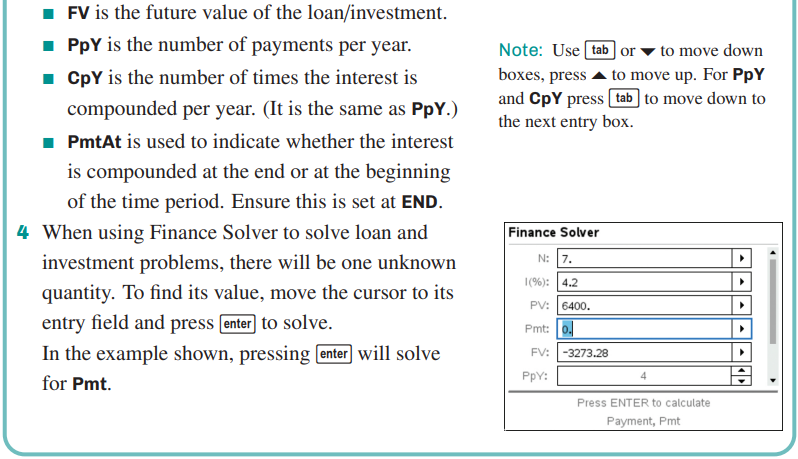 FV is the future value of the loan/investment.
PpY is the number of payments per year.
CpY is the number of times the interest is
compounded per year. (It is the same as PpY.)
PmtAt is used to indicate whether the interest
is compounded at the end or at the beginning
of the time period. Ensure this is set at END.
Note: Use tab or ▼ to move down
boxes, press ▲ to move up. For PpY
and CpY press tab to move down to
the next entry box.
4 When using Finance Solver to solve loan and
investment problems, there will be one unknown
quantity. To find its value, move the cursor to its
entry field and press enter to solve.
In the example shown, pressing enter will solve
for Pmt.
Finance Solver
N: 7.
I(%): 4.2
PV: 6400.
Pmt: 0.
FV: -3273.28
PpY: 4
Press ENTER to calculate
Payment, Pmt